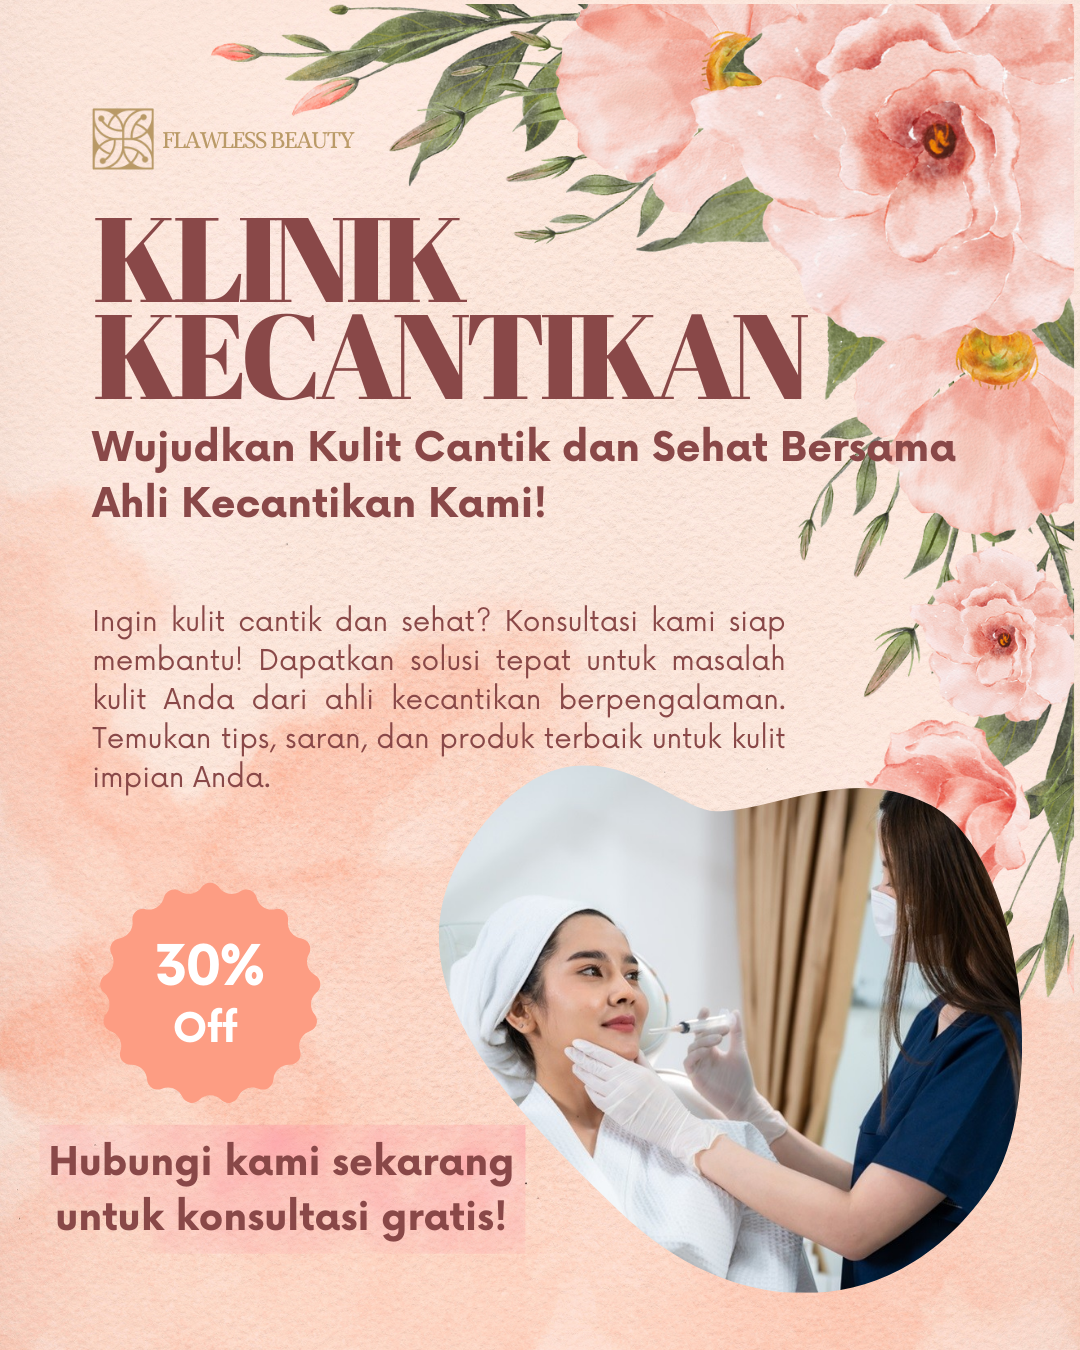 FLAWLESS BEAUTY
KLINIK
KECANTIKAN
Wujudkan Kulit Cantik dan Sehat Bersama
Ahli Kecantikan Kami!
Ingin kulit cantik dan sehat? Konsultasi kami siap
membantu! Dapatkan solusi tepat untuk masalah
kulit Anda dari ahli kecantikan berpengalaman.
Temukan tips, saran, dan produk terbaik untuk kulit
impian Anda.
30%
Off
Hubungi kami sekarang
untuk konsultasi gratis!